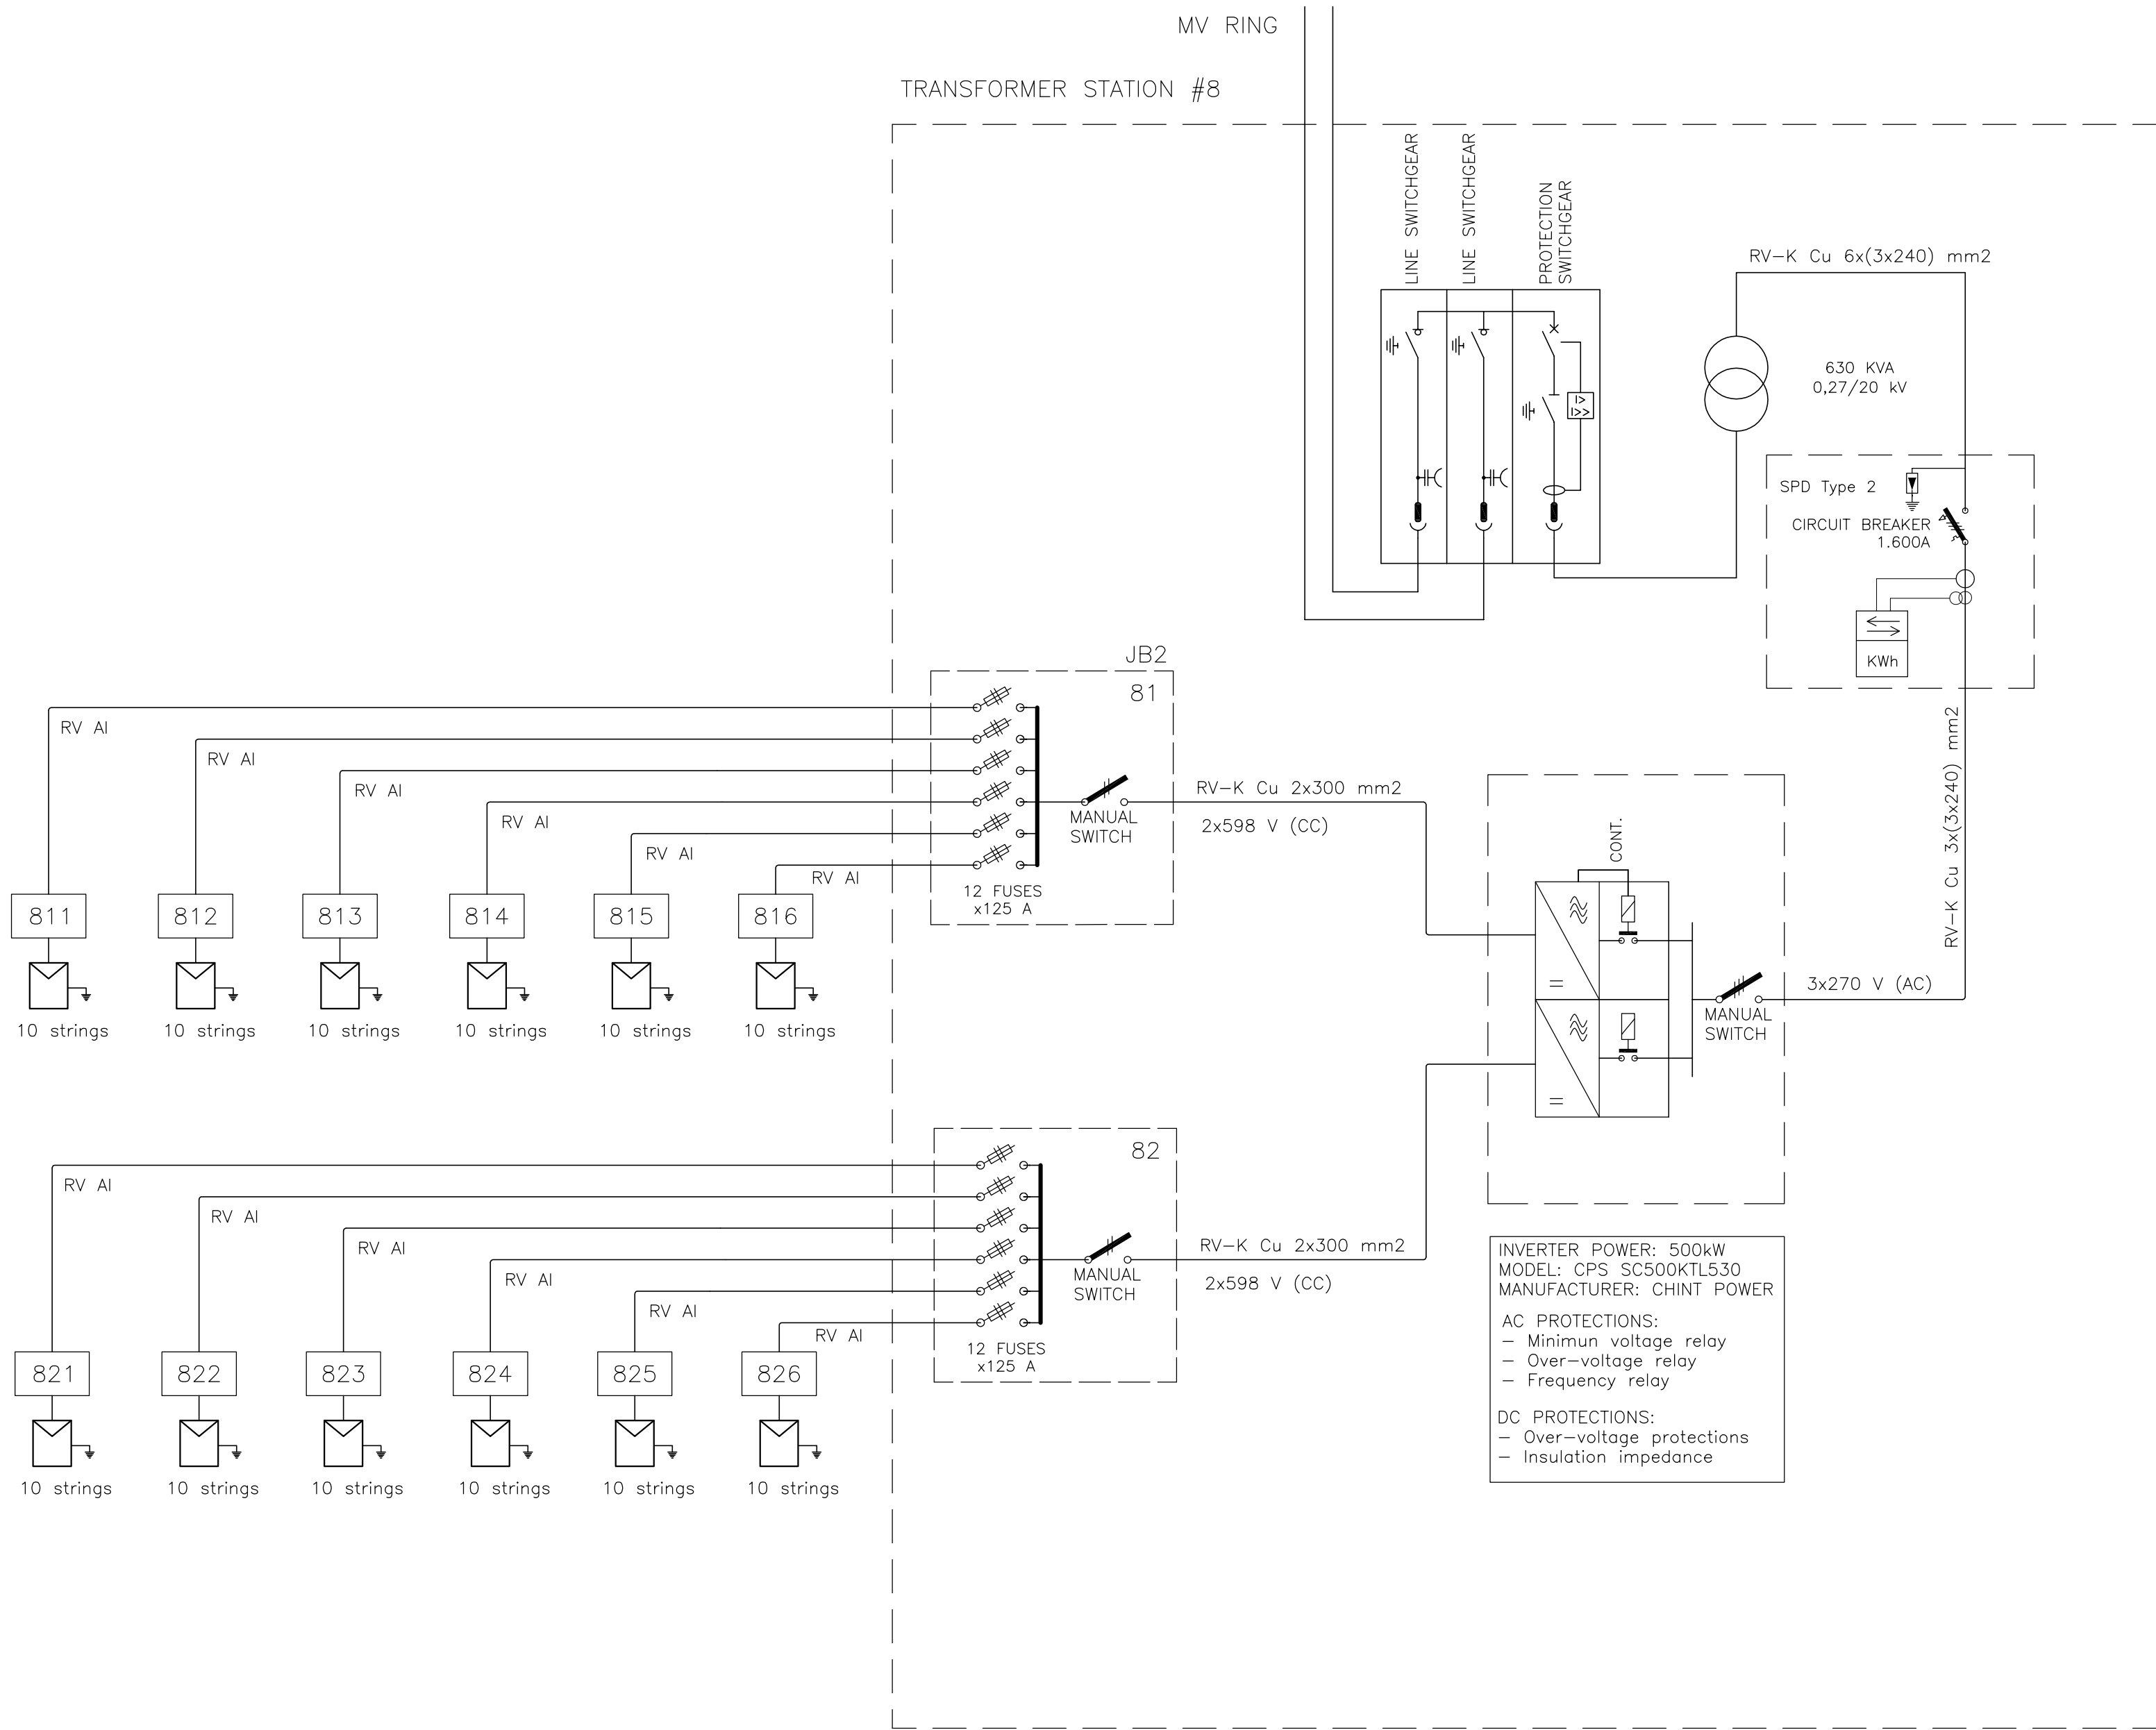 MV RING
TRANSFORMER STATION #8
LINE SWITCHGEAR
LINE SWITCHGEAR
PROTECTION
SWITCHGEAR
RV-K Cu 6x(3x240) mm2
630 KVA
0,27/20 kV
I>
I>>
SPD Type 2
CIRCUIT BREAKER
1.600A
KWh
JB2
81
RV Al
RV Al
RV Al
RV Al
RV Al
RV Al
MANUAL
SWITCH
RV-K Cu 2x300 mm2
2x598 V (CC)
12 FUSES
x125 A
811
812
813
814
815
816
10 strings
10 strings
10 strings
10 strings
10 strings
10 strings
CONT.
RV-K Cu 3x(3x240) mm2
3x270 V (AC)
MANUAL
SWITCH
82
RV Al
RV Al
RV Al
RV Al
RV Al
RV Al
MANUAL
SWITCH
RV-K Cu 2x300 mm2
2x598 V (CC)
12 FUSES
x125 A
821
822
823
824
825
826
10 strings
10 strings
10 strings
10 strings
10 strings
10 strings
INVERTER POWER: 500kW
MODEL: CPS SC500KTL530
MANUFACTURER: CHINT POWER
AC PROTECTIONS:
- Minimun voltage relay
- Over-voltage relay
- Frequency relay
DC PROTECTIONS:
- Over-voltage protections
- Insulation impedance